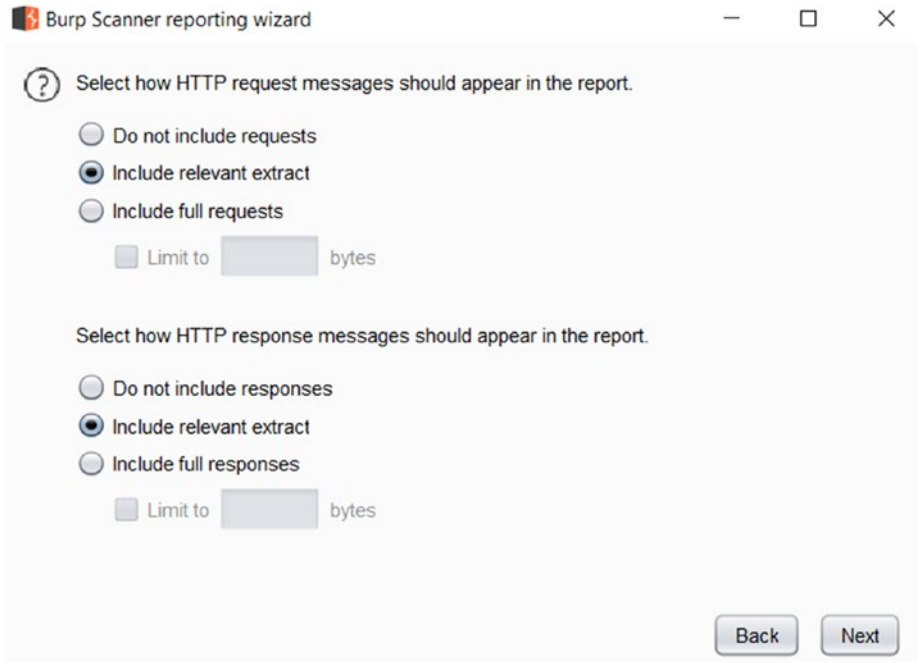 Burp Scanner reporting wizard
Select how HTTP request messages should appear in the report.
Do not include requests
Include relevant extract
Include full requests
Limit to bytes
Select how HTTP response messages should appear in the report.
Do not include responses
Include relevant extract
Include full responses
Limit to bytes
Back Next